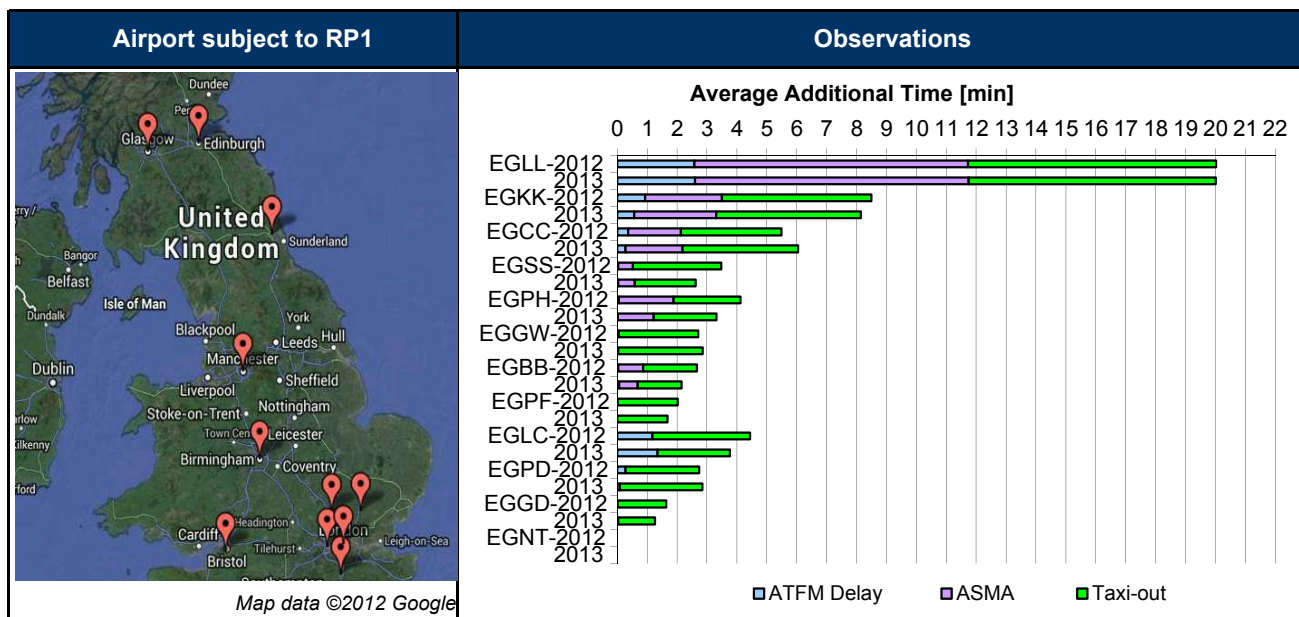 Airport subject to RP1
Observations
Dundee
Glasgow
Edinburgh
United
Kingdom
Sunderland
Bangor
Belfast
Isle of Man
Dundalk
Blackpool
York
Leeds
Hull
Dublin
Manchester
Liverpool
Sheffield
Stoke-on-Trent
Nottingham
Town Cen
Leicester
Birmingham
Coventry
Kilkenny
Headington
London
Cardiff
Tilehurst
Leigh-on-Sea
Bristol
Southampton
Map data ©2012 Google
Average Additional Time [min]
0 1 2 3 4 5 6 7 8 9 10 11 12 13 14 15 16 17 18 19 20 21 22
EGLL-2012
2013
EGKK-2012
2013
EGCC-2012
2013
EGSS-2012
2013
EGPH-2012
2013
EGGW-2012
2013
EGBB-2012
2013
EGPF-2012
2013
EGLC-2012
2013
EGPD-2012
2013
EGGD-2012
2013
EGNT-2012
2013
ATFM Delay ASMA Taxi-out